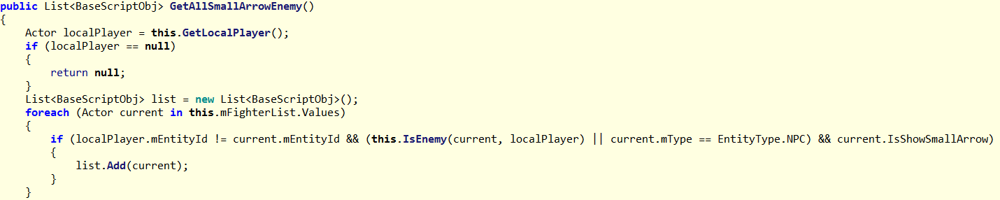 public List<BaseScriptObj> GetAllSmallArrowEnemy()
{
    Actor localPlayer = this.GetLocalPlayer();
    if (localPlayer == null)
    {
        return null;
    }
    List<BaseScriptObj> list = new List<BaseScriptObj>();
    foreach (Actor current in this.mFighterList.Values)
    {
        if (localPlayer.mEntityId != current.mEntityId && (this.IsEnemy(current, localPlayer) || current.mType == EntityType.NPC) && current.IsShowSmallArrow)
        {
            list.Add(current);
        }
    }